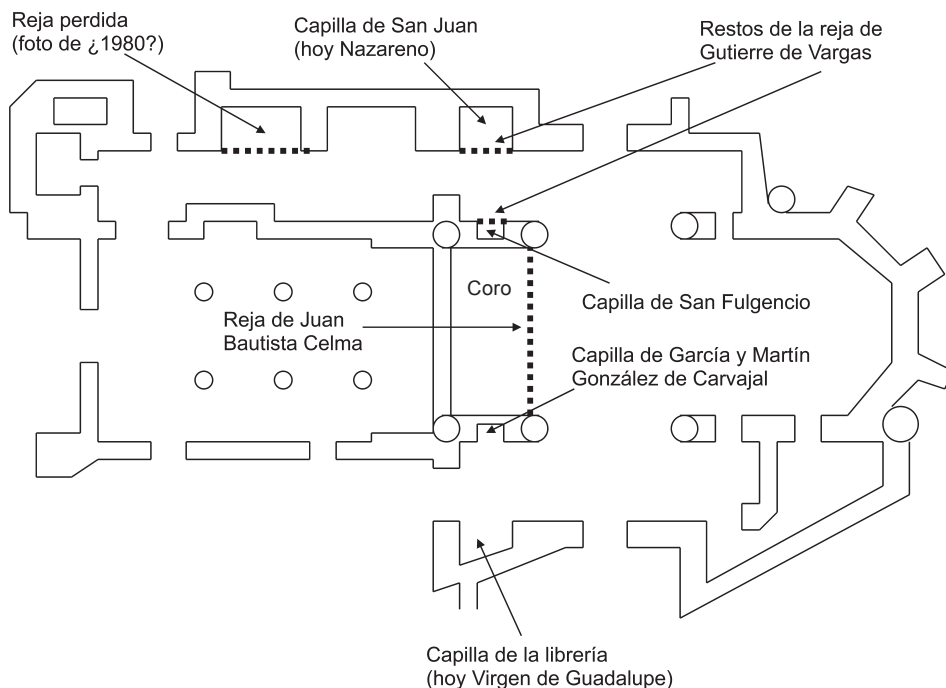 Reja perdida
(foto de ¿1980?)
Capilla de San Juan
(hoy Nazareno)
Restos de la reja de
Gutierre de Vargas
Coro
Capilla de San Fulgencio
Reja de Juan
Bautista Celma
Capilla de García y Martín
González de Carvajal
Capilla de la librería
(hoy Virgen de Guadalupe)